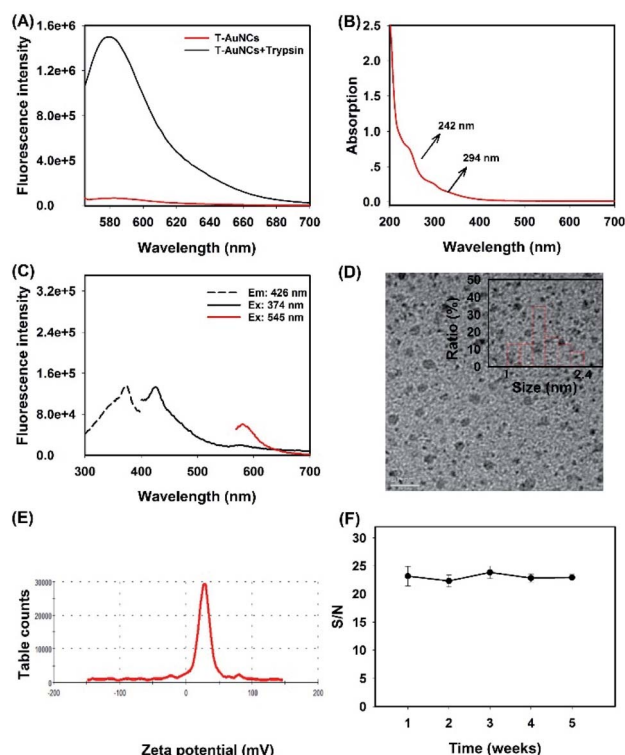 (A)
Fluorescence intensity
1.6e+6
1.2e+6
8.0e+5
4.0e+5
0.0
T-AuNCs
T-AuNCs+Trypsin
580 600 620 640 660 680 700
Wavelength (nm)
(B)
Absorption
2.5
2.0
1.5
1.0
.5
.0
242 nm
294 nm
200 300 400 500 600 700
Wavelength (nm)
(C)
Fluorescence intensity
3.2e+5
2.4e+5
1.6e+5
8.0e+4
0.0
Em: 426 nm
Ex: 374 nm
Ex: 545 nm
300 400 500 600 700
Wavelength (nm)
(D)
Ratio (%)
50
40
30
20
10
0
1 2.4
Size (nm)
(E)
Table counts
30000
20000
10000
0
-200 -100 0 100 200
Zeta potential (mV)
(F)
S/N
30
25
20
15
10
5
0
1 2 3 4 5
Time (weeks)